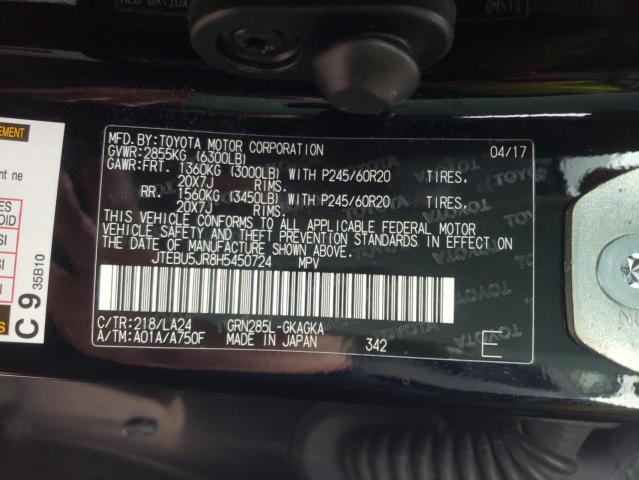 MFD.BY:TOYOTA MOTOR CORPORATION 04/17
GVWR:2855KG (6300LB)
GAWR:FRT. 1360KG (3000LB) WITH P245/60R20 TIRES,
20X7J RIMS.
RR. 1560KG (3450LB) WITH P245/60R20 TIRES,
20X7J RIMS.
THIS VEHICLE CONFORMS TO ALL APPLICABLE FEDERAL MOTOR
VEHICLE SAFETY AND THEFT PREVENTION STANDARDS IN EFFECT ON
THE DATE OF MANUFACTURE SHOWN ABOVE.
JTEBU5JR8H5450724 MPV
C/TR:218/LA24 GRN285L-GKAGKA
A/TM:A01A/A750F MADE IN JAPAN 342 E
C9
35B10